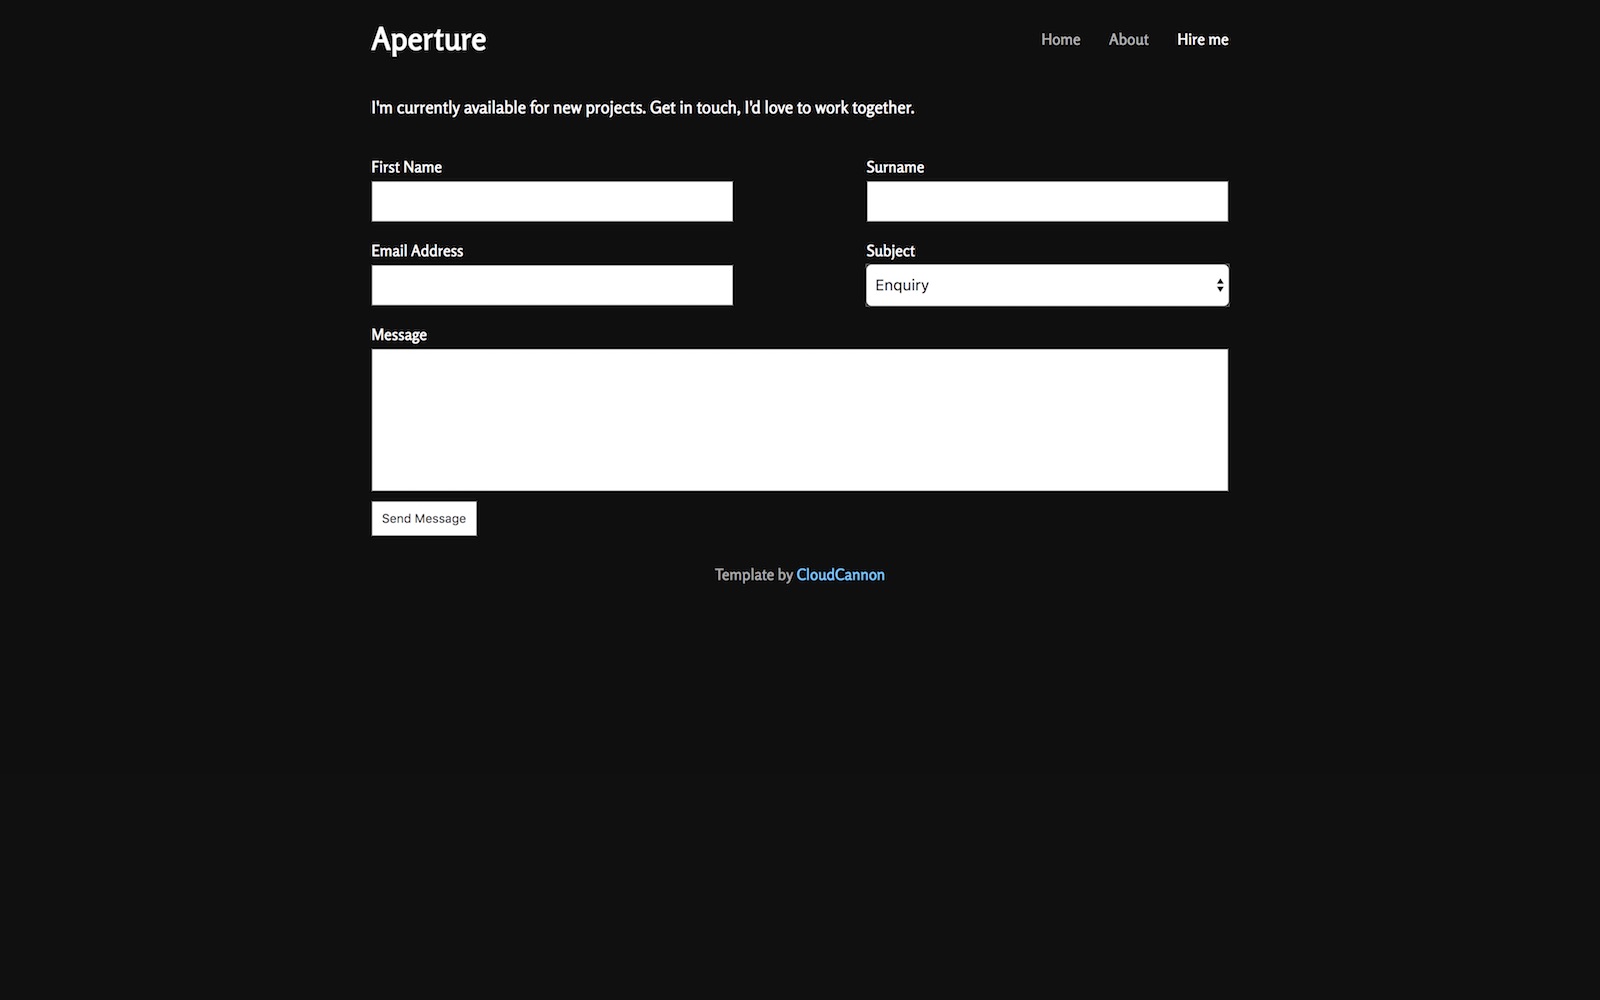 Aperture
Home About Hire me
I'm currently available for new projects. Get in touch, I'd love to work together.
First Name Surname
Email Address Subject
Enquiry
Message
Send Message
Template by CloudCannon